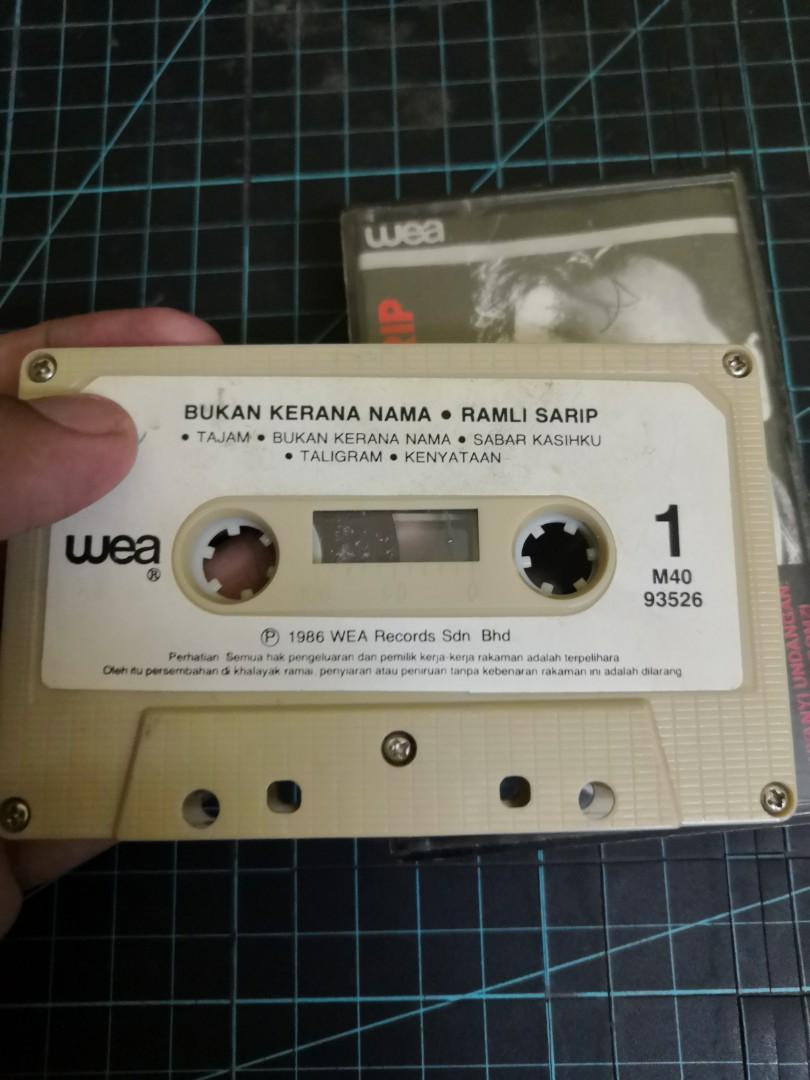 wea
RIP
BUKAN KERANA NAMA • RAMLI SARIP
• TAJAM • BUKAN KERANA NAMA • SABAR KASIHKU
• TALIGRAM • KENYATAAN
wea
®
1
M40
93526
℗ 1986 WEA Records Sdn Bhd
Perhatian Semua hak pengeluaran dan pemilik kerja-kerja rakaman adalah terpelihara
Oleh itu persembahan di khalayak ramai, penyiaran atau peniruan tanpa kebenaran rakaman ini adalah dilarang
UNDANGAN